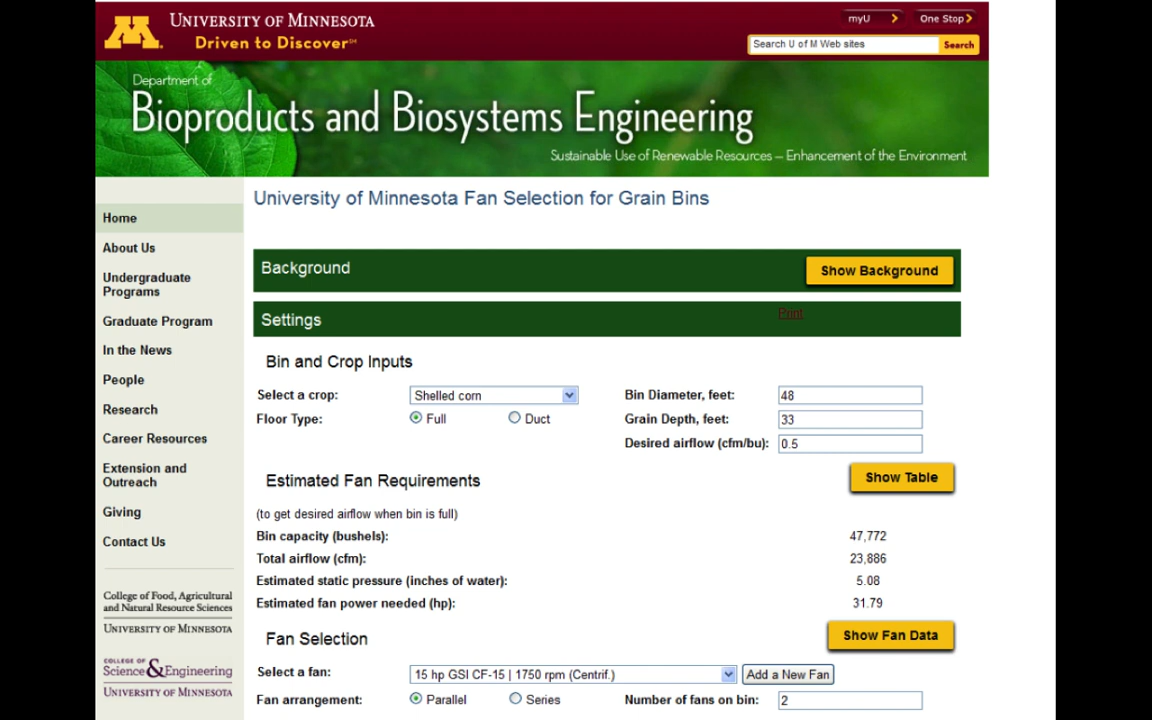 UNIVERSITY OF MINNESOTA
Driven to Discover℠
myU
One Stop
Search U of M Web sites
Search
Department of
Bioproducts and Biosystems Engineering
Sustainable Use of Renewable Resources – Enhancement of the Environment
Home
About Us
Undergraduate
Programs
Graduate Program
In the News
People
Research
Career Resources
Extension and
Outreach
Giving
Contact Us
College of Food, Agricultural
and Natural Resource Sciences
UNIVERSITY OF MINNESOTA
COLLEGE OF
Science & Engineering
UNIVERSITY OF MINNESOTA
University of Minnesota Fan Selection for Grain Bins
Background
Show Background
Settings
Print
Bin and Crop Inputs
Select a crop: Shelled corn Bin Diameter, feet: 48
Floor Type: Full Duct Grain Depth, feet: 33
Desired airflow (cfm/bu): 0.5
Estimated Fan Requirements
Show Table
(to get desired airflow when bin is full)
Bin capacity (bushels): 47,772
Total airflow (cfm): 23,886
Estimated static pressure (inches of water): 5.08
Estimated fan power needed (hp): 31.79
Fan Selection
Show Fan Data
Select a fan: 15 hp GSI CF-15 | 1750 rpm (Centrif.) Add a New Fan
Fan arrangement: Parallel Series Number of fans on bin: 2